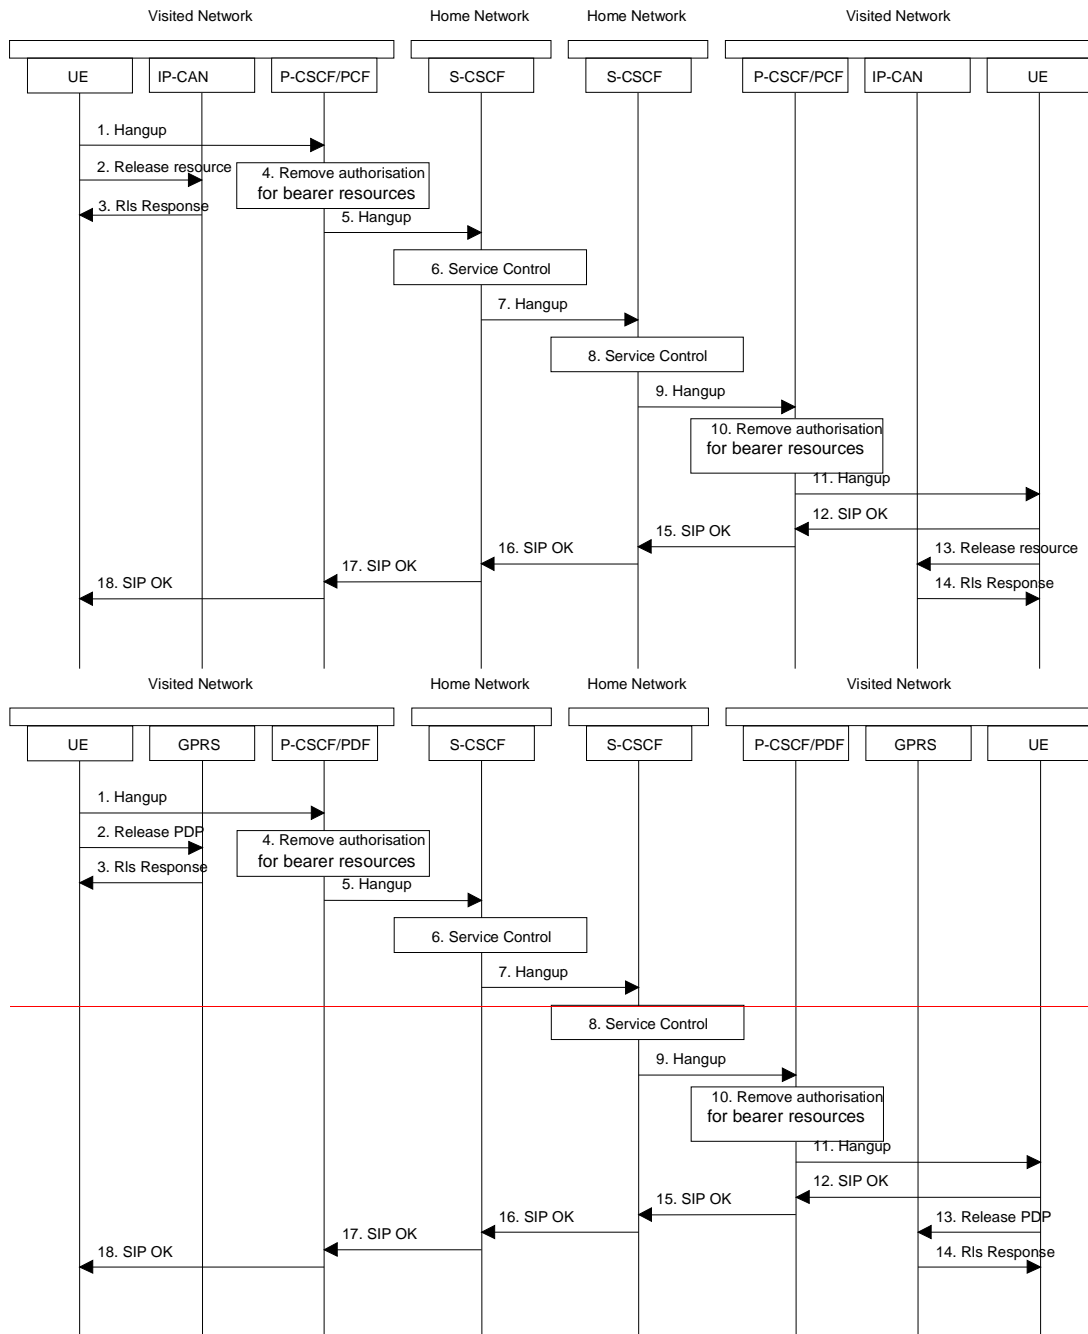 Visited Network
Home Network
Home Network
Visited Network
UE
IP-CAN
P-CSCF/PCF
S-CSCF
S-CSCF
P-CSCF/PCF
IP-CAN
UE
1. Hangup
2. Release resource
3. Rls Response
4. Remove authorisation
for bearer resources
5. Hangup
6. Service Control
7. Hangup
8. Service Control
9. Hangup
10. Remove authorisation
for bearer resources
11. Hangup
12. SIP OK
13. Release resource
14. Rls Response
15. SIP OK
16. SIP OK
17. SIP OK
18. SIP OK
Visited Network
Home Network
Home Network
Visited Network
UE
GPRS
P-CSCF/PDF
S-CSCF
S-CSCF
P-CSCF/PDF
GPRS
UE
1. Hangup
2. Release PDP
3. Rls Response
4. Remove authorisation
for bearer resources
5. Hangup
6. Service Control
7. Hangup
8. Service Control
9. Hangup
10. Remove authorisation
for bearer resources
11. Hangup
12. SIP OK
13. Release PDP
14. Rls Response
15. SIP OK
16. SIP OK
17. SIP OK
18. SIP OK